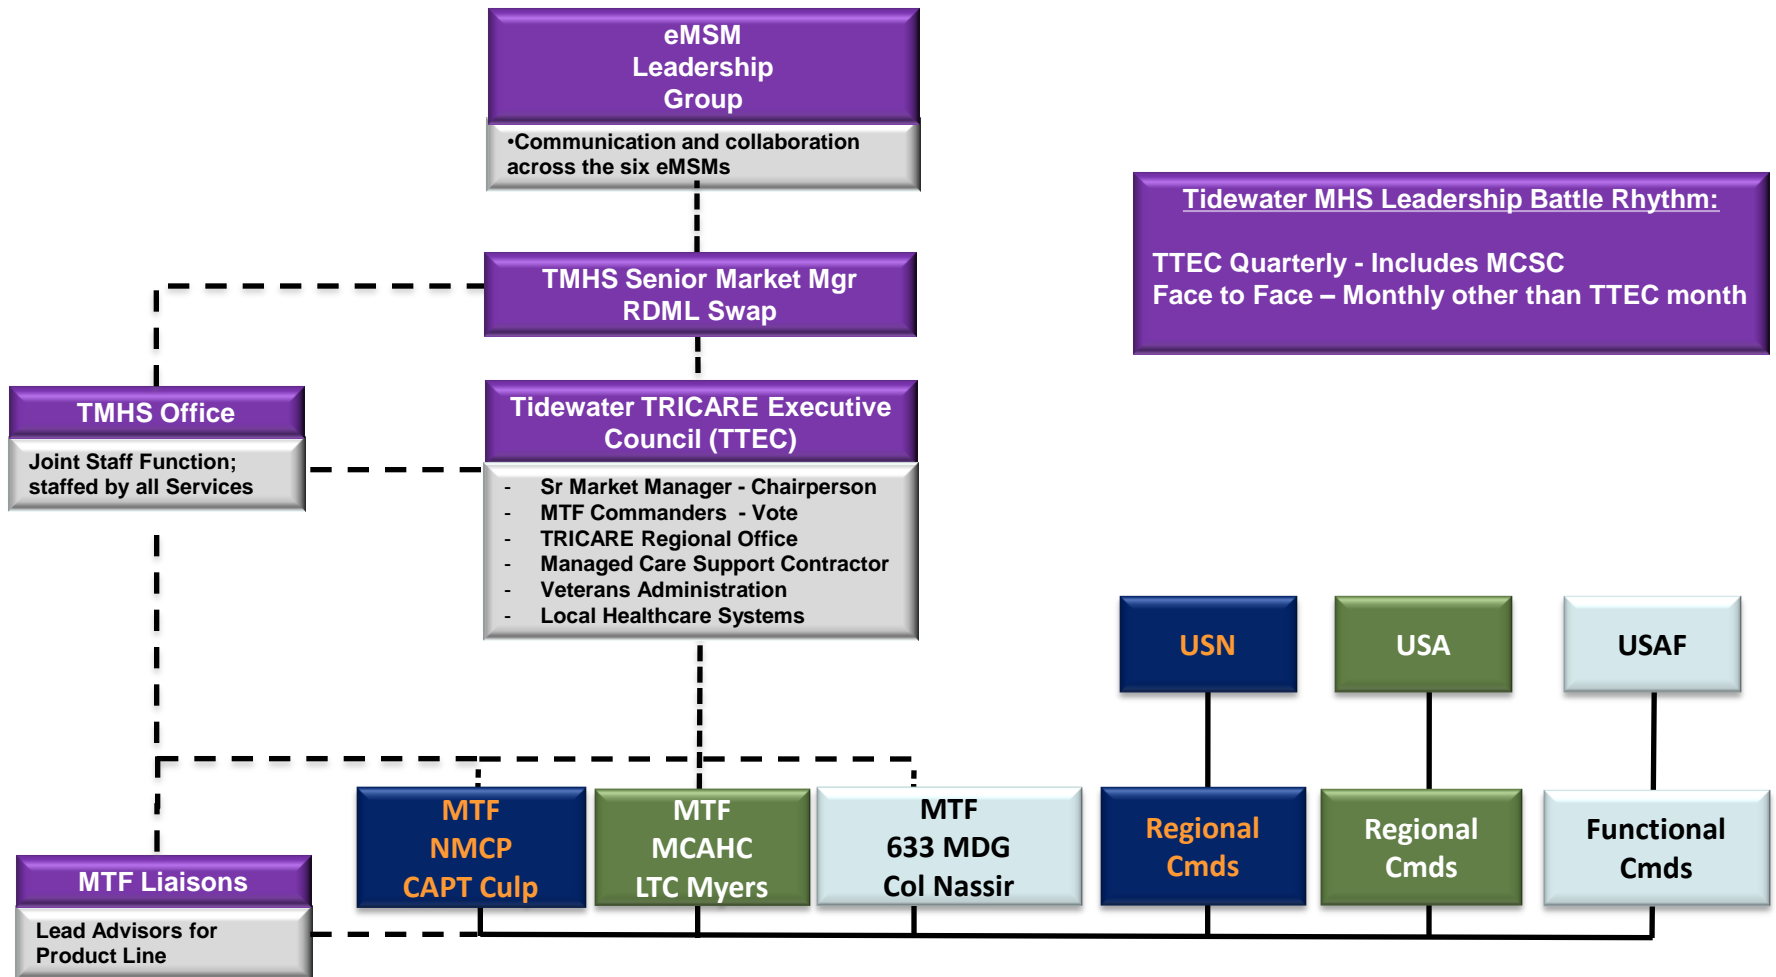 eMSM
Leadership
Group
•Communication and collaboration
across the six eMSMs
Tidewater MHS Leadership Battle Rhythm:
TTEC Quarterly - Includes MCSC
Face to Face – Monthly other than TTEC month
TMHS Senior Market Mgr
RDML Swap
TMHS Office
Joint Staff Function;
staffed by all Services
Tidewater TRICARE Executive
Council (TTEC)
- Sr Market Manager - Chairperson
- MTF Commanders - Vote
- TRICARE Regional Office
- Managed Care Support Contractor
- Veterans Administration
- Local Healthcare Systems
USN
USA
USAF
MTF
NMCP
CAPT Culp
MTF
MCAHC
LTC Myers
MTF
633 MDG
Col Nassir
Regional
Cmds
Regional
Cmds
Functional
Cmds
MTF Liaisons
Lead Advisors for
Product Line